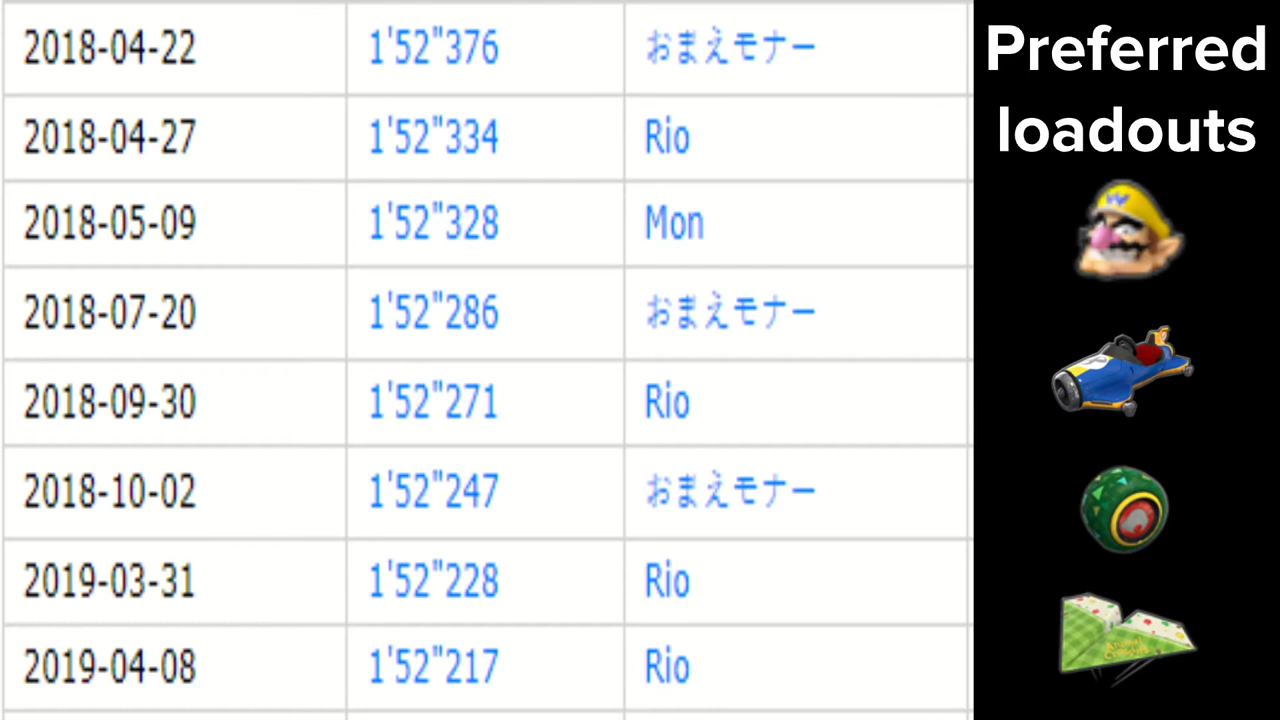 2018-04-22 1'52"376 おまえモナー
2018-04-27 1'52"334 Rio
2018-05-09 1'52"328 Mon
2018-07-20 1'52"286 おまえモナー
2018-09-30 1'52"271 Rio
2018-10-02 1'52"247 おまえモナー
2019-03-31 1'52"228 Rio
2019-04-08 1'52"217 Rio
Preferred
loadouts
W
Animal
Crossing